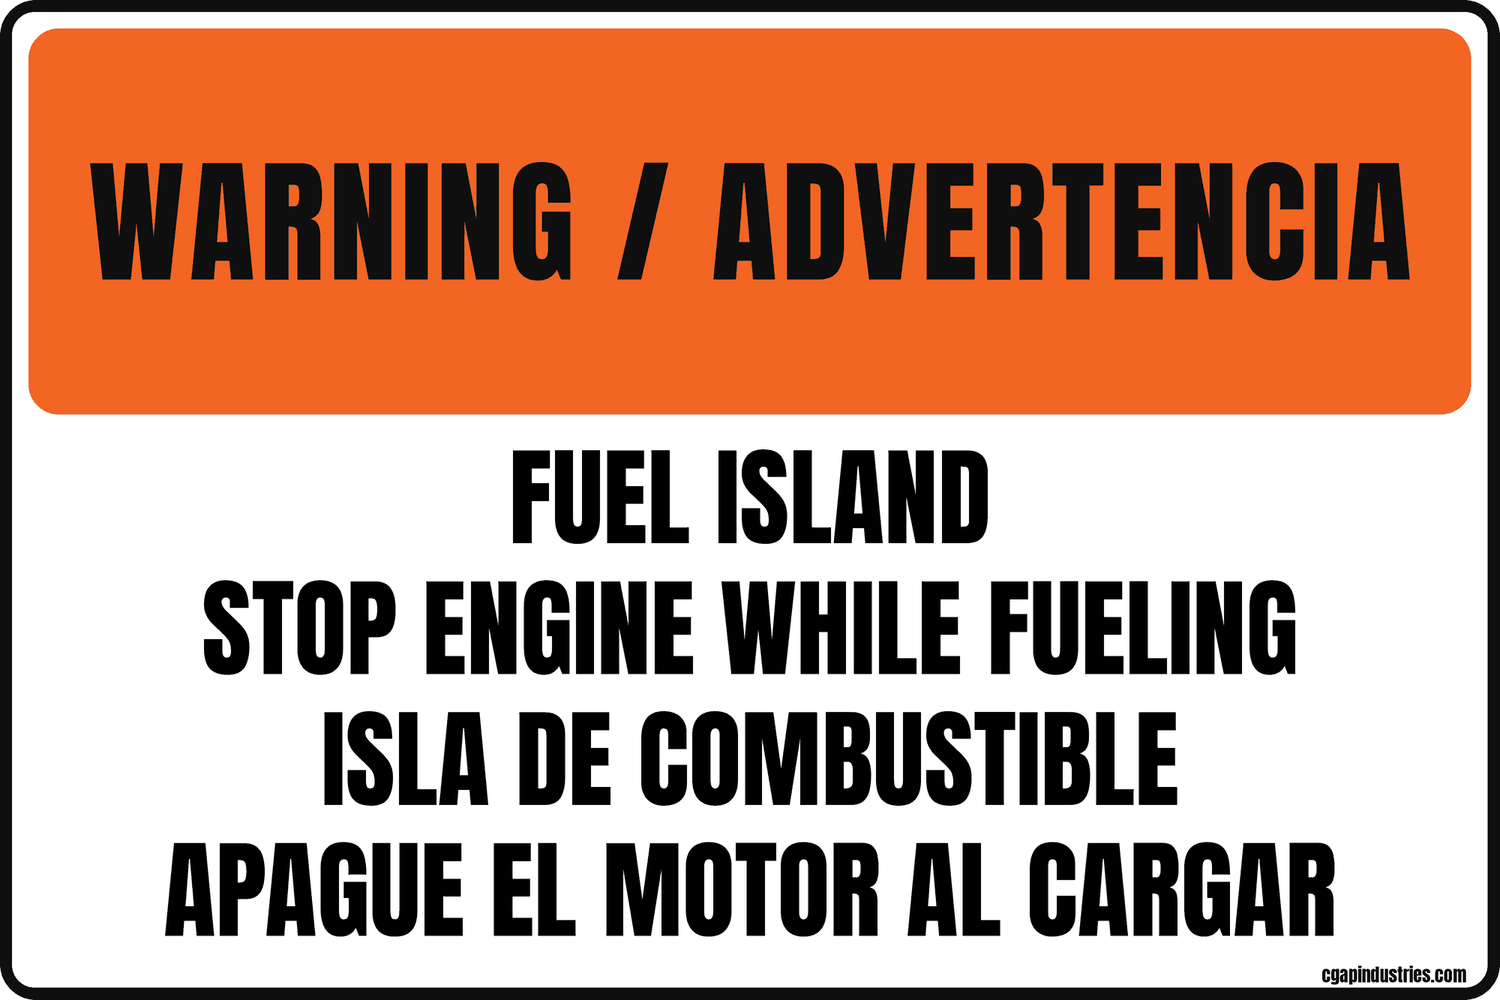 WARNING / ADVERTENCIA
FUEL ISLAND
STOP ENGINE WHILE FUELING
ISLA DE COMBUSTIBLE
APAGUE EL MOTOR AL CARGAR
cgapindustries.com